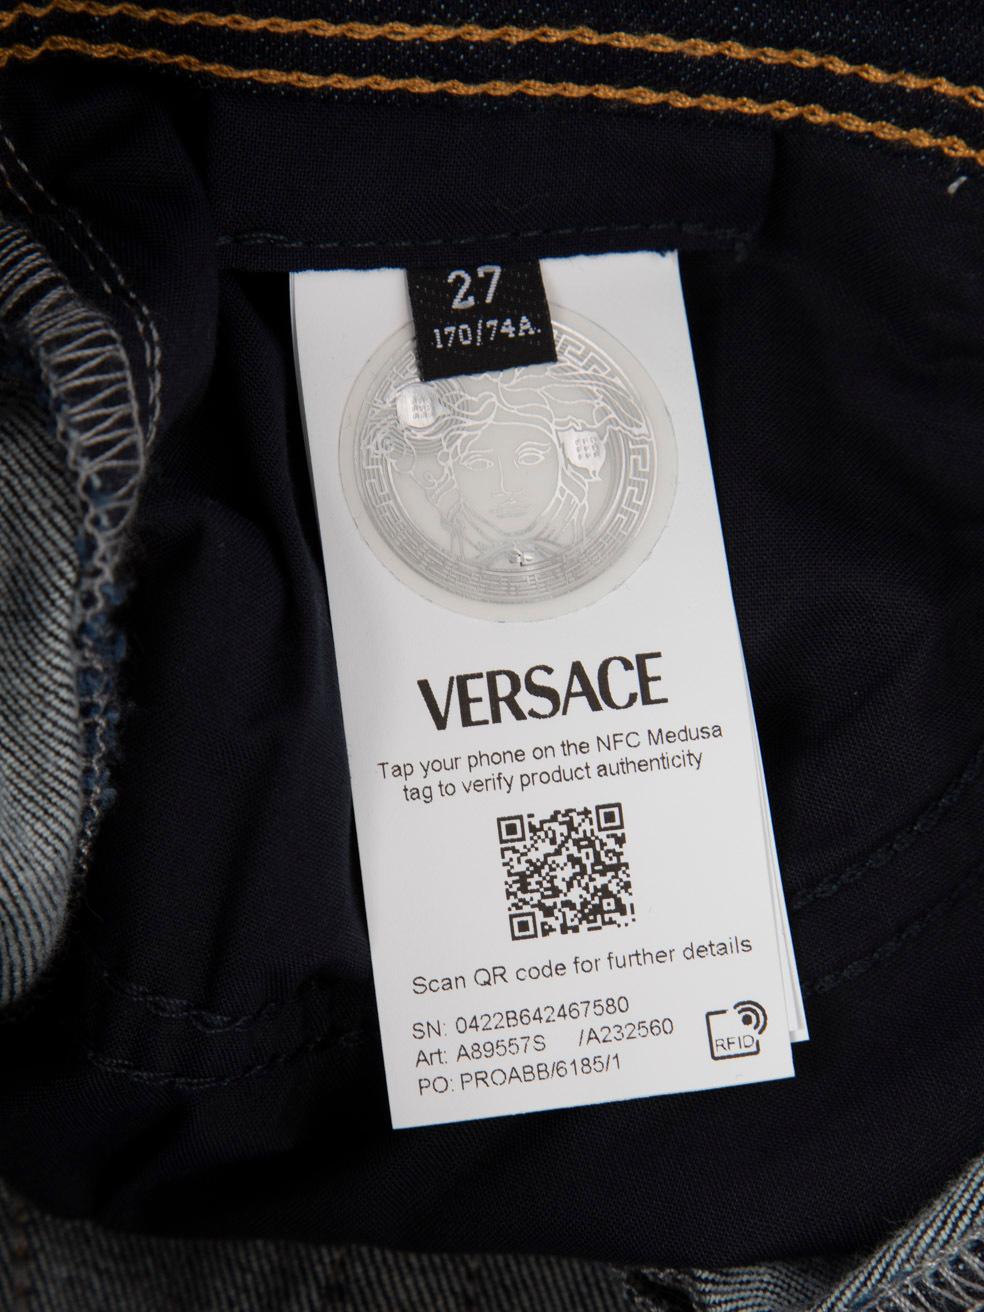 27
170/74A.
VERSACE
Tap your phone on the NFC Medusa
tag to verify product authenticity
Scan QR code for further details
SN: 0422B642467580
Art: A89557S /A232560
PO: PROABB/6185/1
RFID